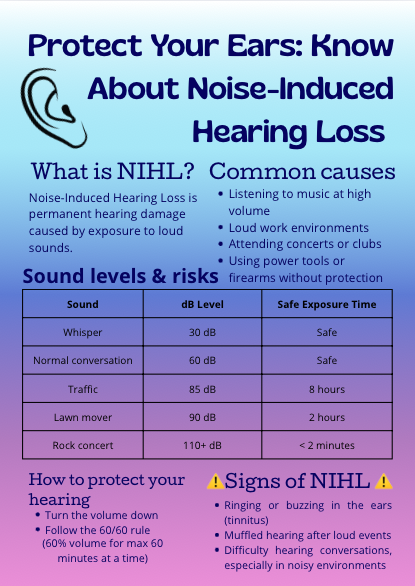 Protect Your Ears: Know
About Noise-Induced
Hearing Loss
What is NIHL?
Noise-Induced Hearing Loss is
permanent hearing damage
caused by exposure to loud
sounds.
Common causes
• Listening to music at high
volume
• Loud work environments
• Attending concerts or clubs
• Using power tools or
firearms without protection
Sound levels & risks
Sound dB Level Safe Exposure Time
Whisper 30 dB Safe
Normal conversation 60 dB Safe
Traffic 85 dB 8 hours
Lawn mover 90 dB 2 hours
Rock concert 110+ dB < 2 minutes
How to protect your
hearing
• Turn the volume down
• Follow the 60/60 rule
(60% volume for max 60
minutes at a time)
⚠️Signs of NIHL ⚠️
• Ringing or buzzing in the ears
(tinnitus)
• Muffled hearing after loud events
• Difficulty hearing conversations,
especially in noisy environments